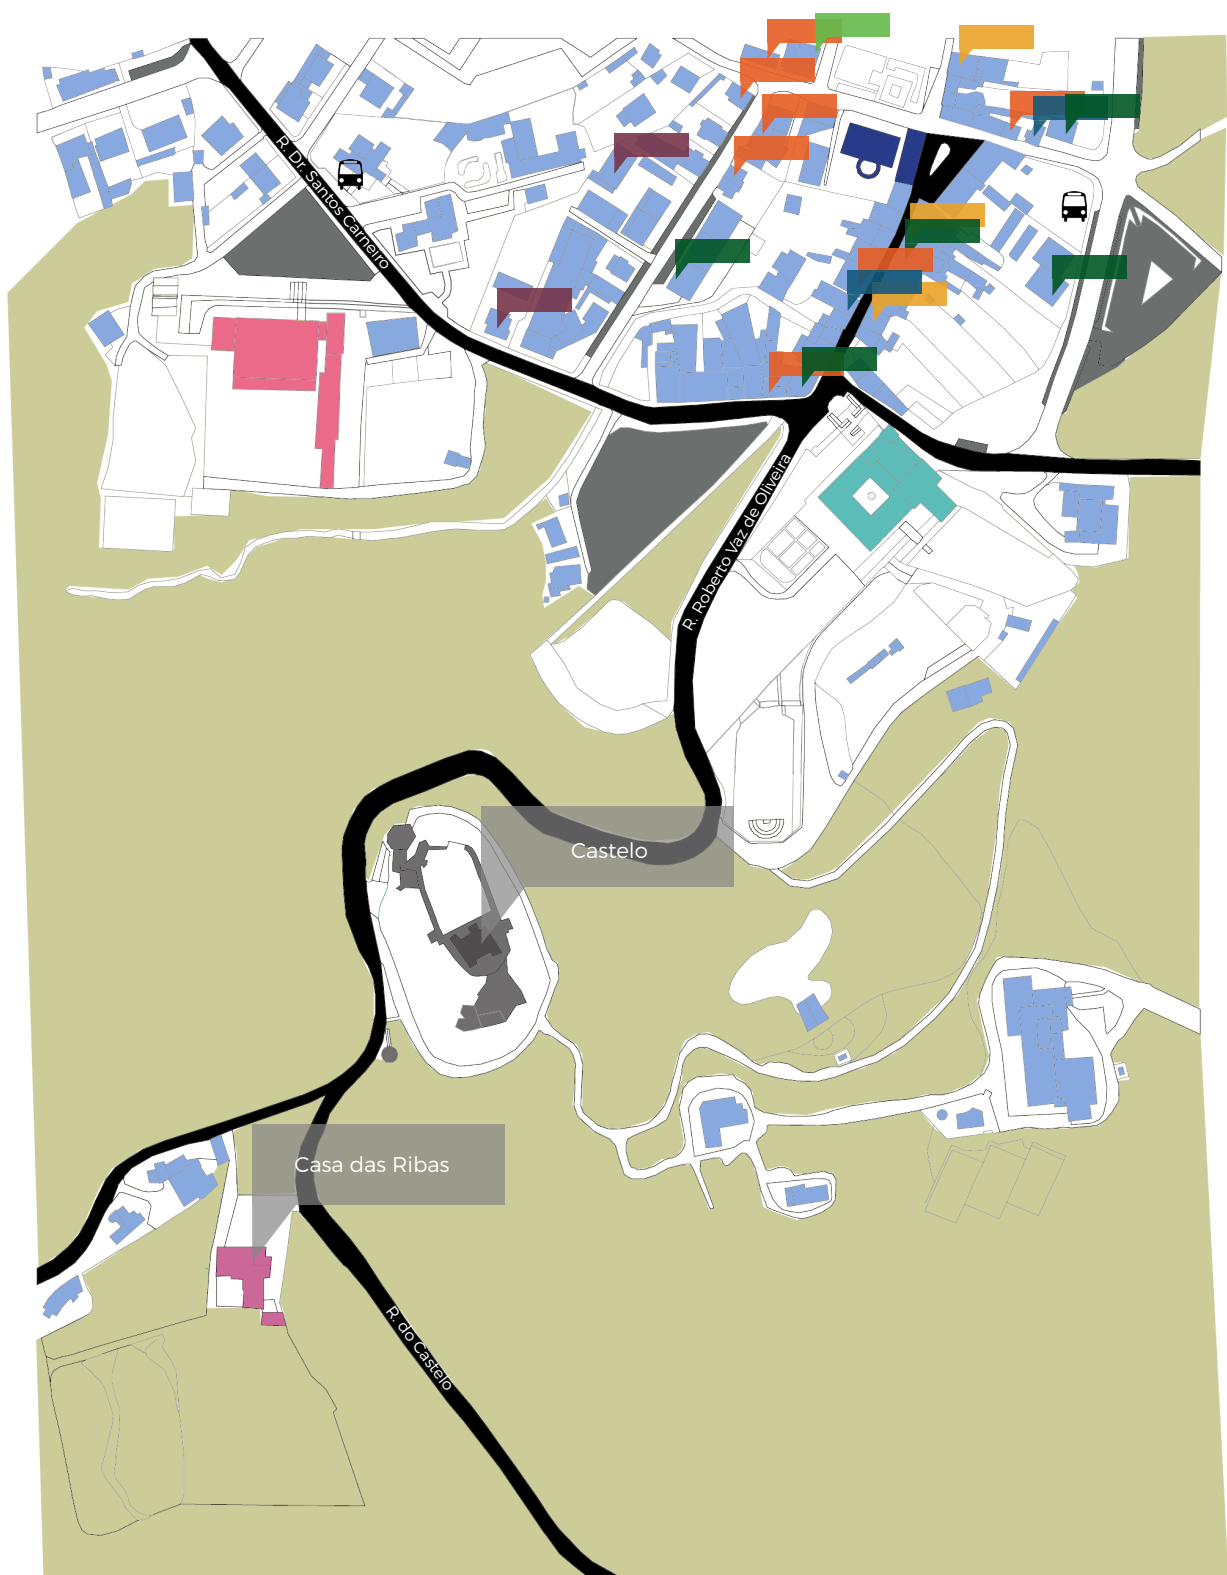 R. Dr. Santos Carneiro
R. Roberto Vaz de Oliveira
Castelo
Casa das Ribas
R. do Castelo